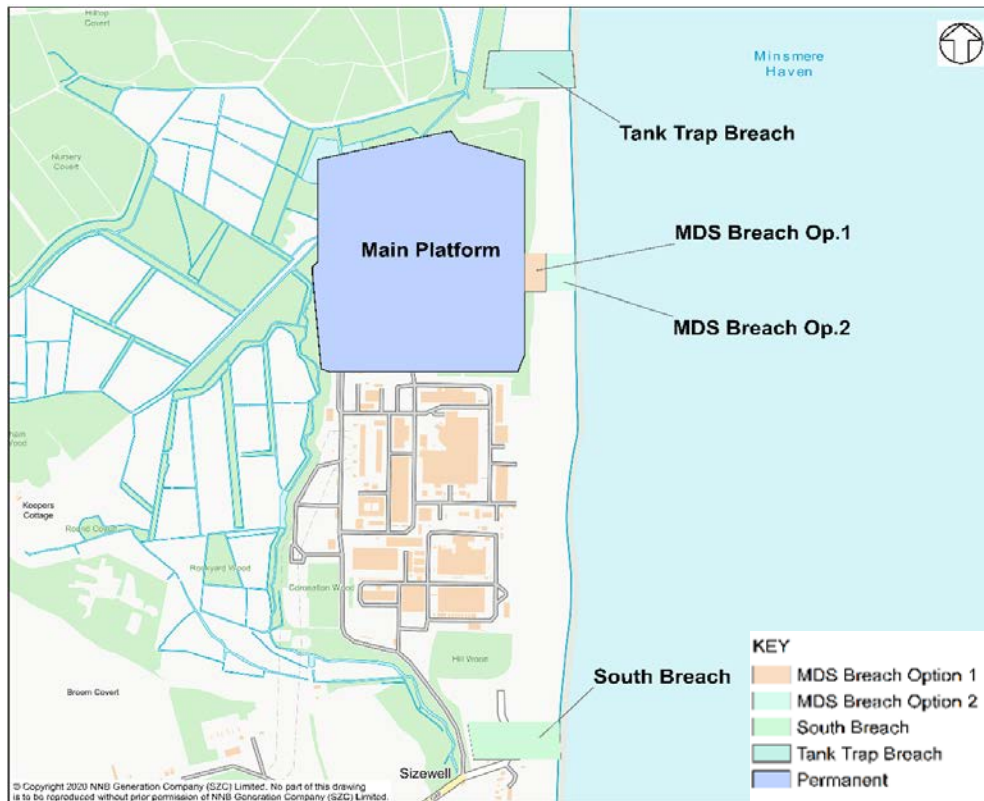 Hilltop
Covert
Minsmere
Haven
Tank Trap Breach
Nursery
Covert
MDS Breach Op.1
Main Platform
MDS Breach Op.2
Wood
Keepers
Cottage
Round Covert
Rookyard Wood
Coronation Wood
Hill Wood
KEY
South Breach
MDS Breach Option 1
Broom Covert
MDS Breach Option 2
South Breach
Tank Trap Breach
Sizewell
Permanent
© Copyright 2020 NNB Generation Company (SZC) Limited. No part of this drawing
is to be reproduced without prior permission of NNB Generation Company (SZC) Limited.